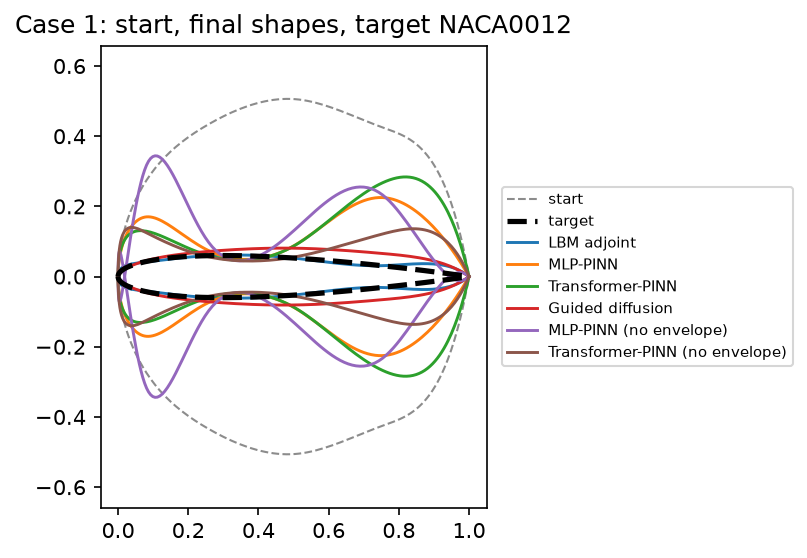 Case 1: start, final shapes, target NACA0012
0.6
0.4
0.2
0.0
−0.2
−0.4
−0.6
0.0 0.2 0.4 0.6 0.8 1.0
start
target
LBM adjoint
MLP-PINN
Transformer-PINN
Guided diffusion
MLP-PINN (no envelope)
Transformer-PINN (no envelope)